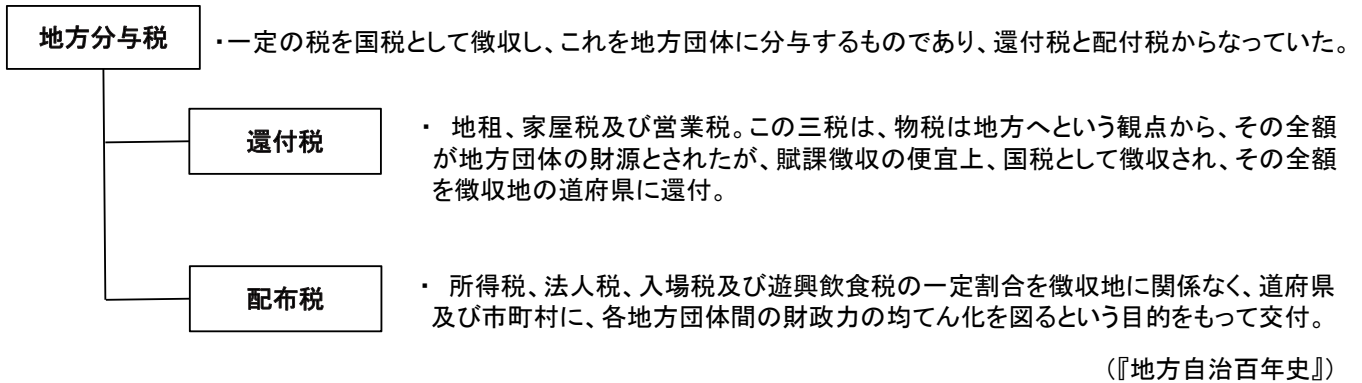 地方分与税
・一定の税を国税として徴収し、これを地方団体に分与するものであり、還付税と配付税からなっていた。
還付税
・ 地租、家屋税及び営業税。この三税は、物税は地方へという観点から、その全額
が地方団体の財源とされたが、賦課徴収の便宜上、国税として徴収され、その全額
を徴収地の道府県に還付。
配布税
・ 所得税、法人税、入場税及び遊興飲食税の一定割合を徴収地に関係なく、道府県
及び市町村に、各地方団体間の財政力の均てん化を図るという目的をもって交付。
(『地方自治百年史』)